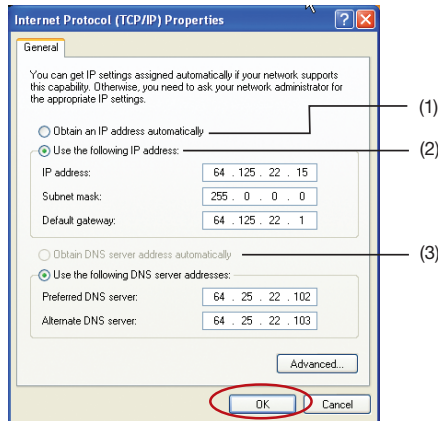 Internet Protocol (TCP/IP) Properties
General
You can get IP settings assigned automatically if your network supports
this capability. Otherwise, you need to ask your network administrator for
the appropriate IP settings.
Obtain an IP address automatically (1)
Use the following IP address: (2)
IP address: 64 . 125 . 22 . 15
Subnet mask: 255 . 0 . 0 . 0
Default gateway: 64 . 125 . 22 . 1
Obtain DNS server address automatically (3)
Use the following DNS server addresses:
Preferred DNS server: 64 . 25 . 22 . 102
Alternate DNS server: 64 . 25 . 22 . 103
Advanced...
OK Cancel